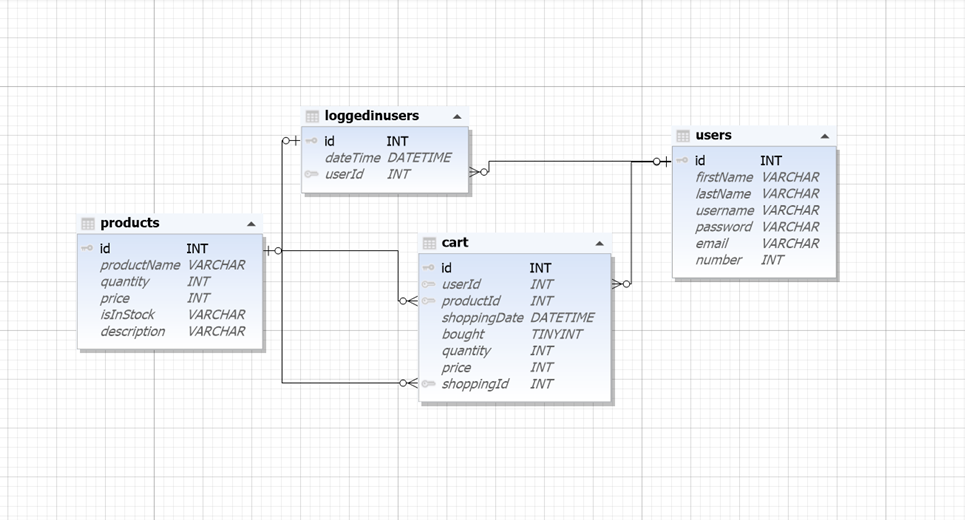 loggedinusers
id INT
dateTime DATETIME
userId INT
users
id INT
firstName VARCHAR
lastName VARCHAR
username VARCHAR
password VARCHAR
email VARCHAR
number INT
products
id INT
productName VARCHAR
quantity INT
price INT
isInStock VARCHAR
description VARCHAR
cart
id INT
userId INT
productId INT
shoppingDate DATETIME
bought TINYINT
quantity INT
price INT
shoppingId INT